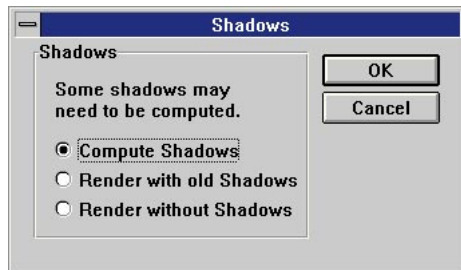 Shadows
Shadows
Some shadows may
need to be computed.
Compute Shadows
Render with old Shadows
Render without Shadows
OK
Cancel